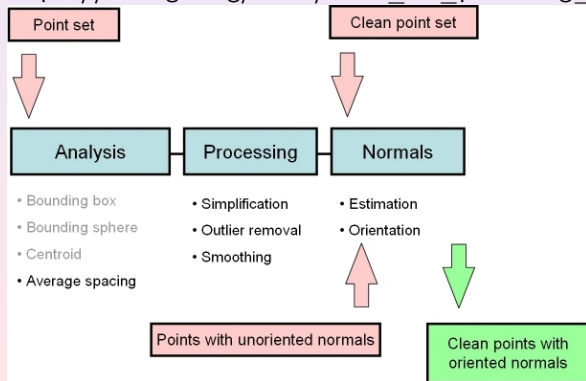 Point set
Clean point set
Analysis
Processing
Normals
• Bounding box
• Bounding sphere
• Centroid
• Average spacing
• Simplification
• Outlier removal
• Smoothing
• Estimation
• Orientation
Points with unoriented normals
Clean points with
oriented normals